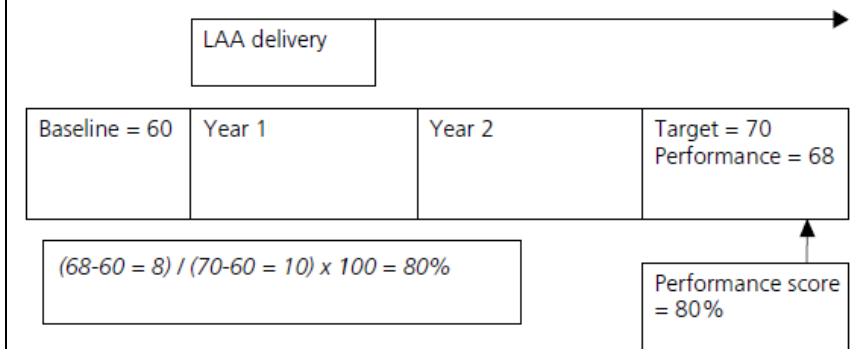 LAA delivery
Baseline = 60
Year 1
Year 2
Target = 70
Performance = 68
(68-60 = 8) / (70-60 = 10) x 100 = 80%
Performance score
= 80%